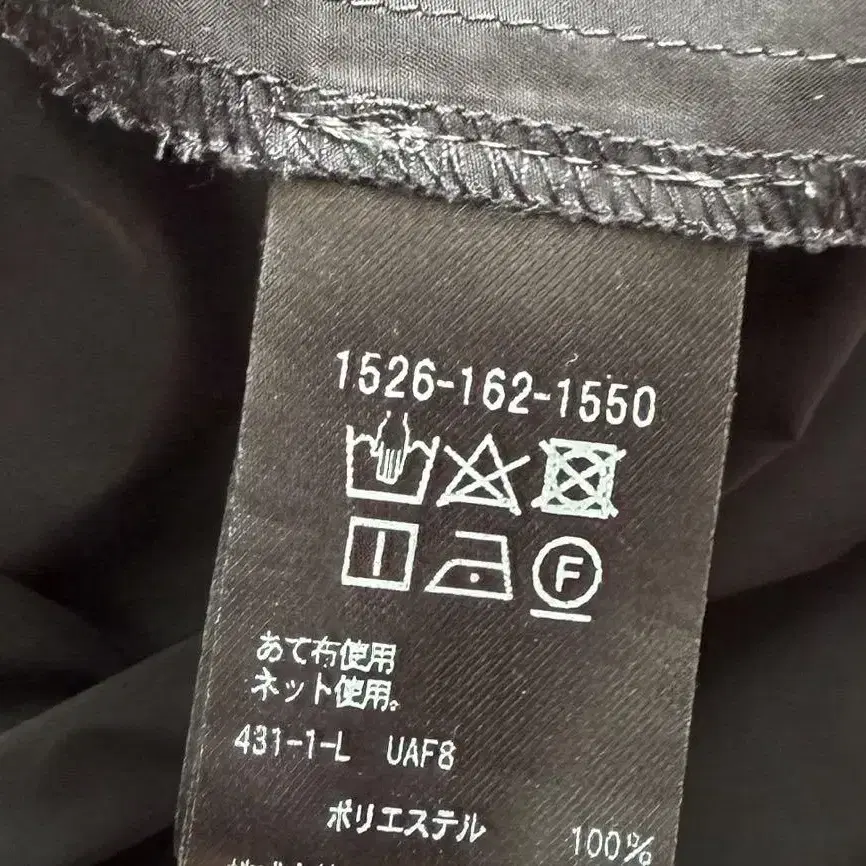 1526-162-1550
F
あて布使用
ネット使用。
431-1-L UAF8
ポリエステル 100%